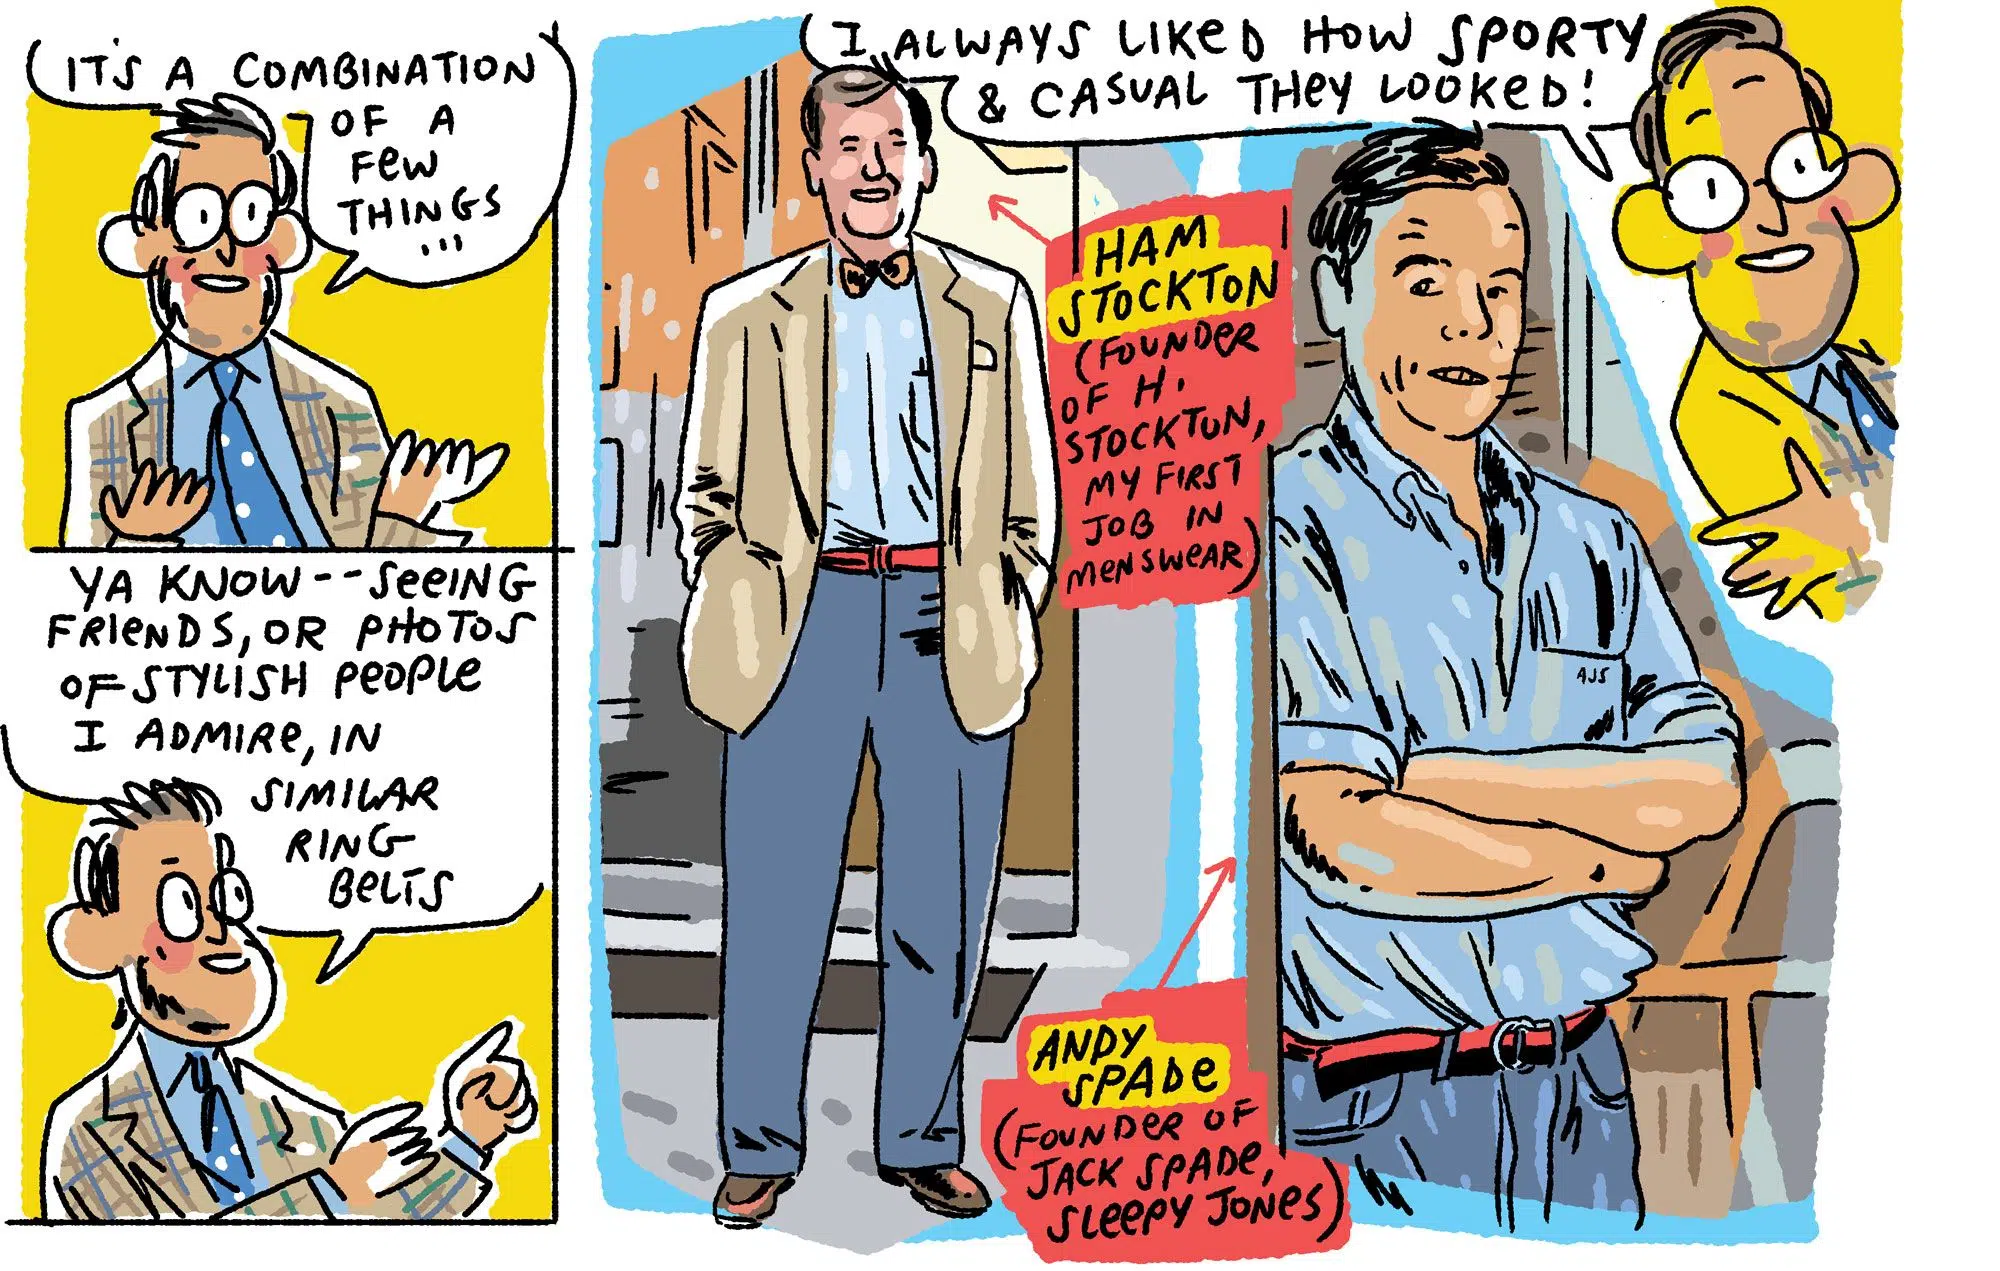 IT'S A COMBINATION
OF A
FEW
THINGS
...
YA KNOW--SEEING
FRIENDS, OR PHOTOS
OF STYLISH PEOPLE
I ADMIRE, IN
SIMILAR
RING
BELTS
I ALWAYS LIKED HOW SPORTY
& CASUAL THEY LOOKED!
HAM
STOCKTON
(FOUNDER
OF H.
STOCKTON,
MY FIRST
JOB IN
MENSWEAR)
AJS
ANDY
SPADE
(FOUNDER OF
JACK SPADE,
SLEEPY JONES)